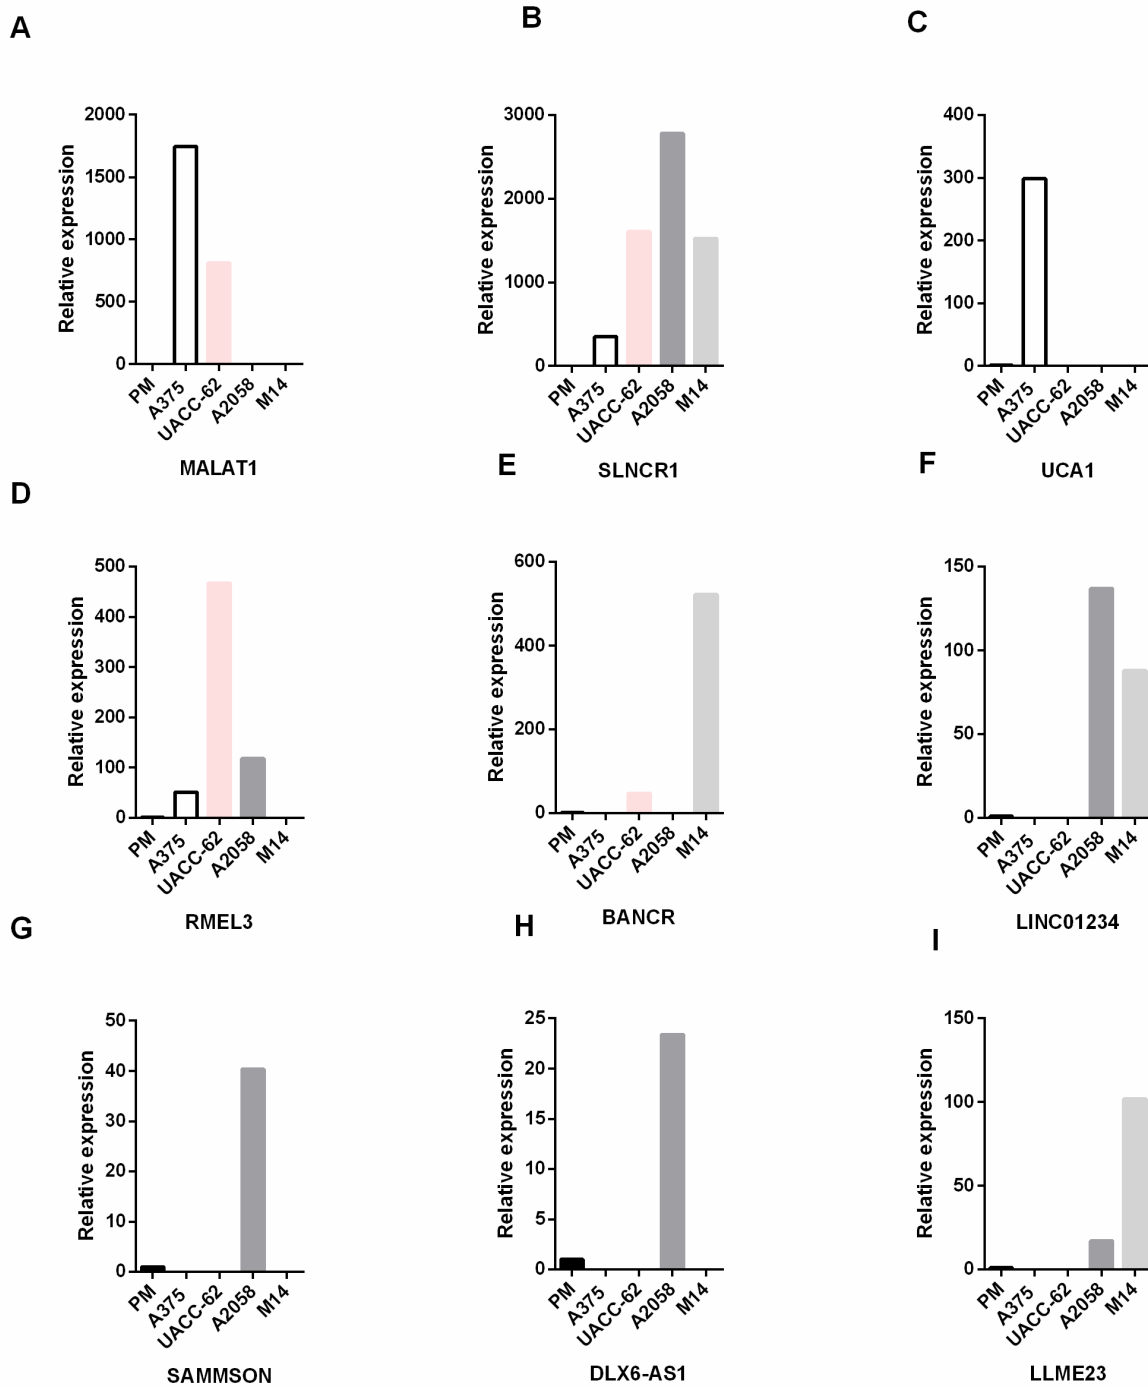 A
B
C
Relative expression
2000
1500
1000
500
0
PM
A375
UACC-62
A2058
M14
MALAT1
Relative expression
3000
2000
1000
0
PM
A375
UACC-62
A2058
M14
SLNCR1
Relative expression
400
300
200
100
0
PM
A375
UACC-62
A2058
M14
UCA1
D
E
F
Relative expression
500
400
300
200
100
0
PM
A375
UACC-62
A2058
M14
RMEL3
Relative expression
600
400
200
0
PM
A375
UACC-62
A2058
M14
BANCR
Relative expression
150
100
50
0
PM
A375
UACC-62
A2058
M14
LINC01234
G
H
I
Relative expression
50
40
30
20
10
0
PM
A375
UACC-62
A2058
M14
SAMMSON
Relative expression
25
20
15
10
5
0
PM
A375
UACC-62
A2058
M14
DLX6-AS1
Relative expression
150
100
50
0
PM
A375
UACC-62
A2058
M14
LLME23